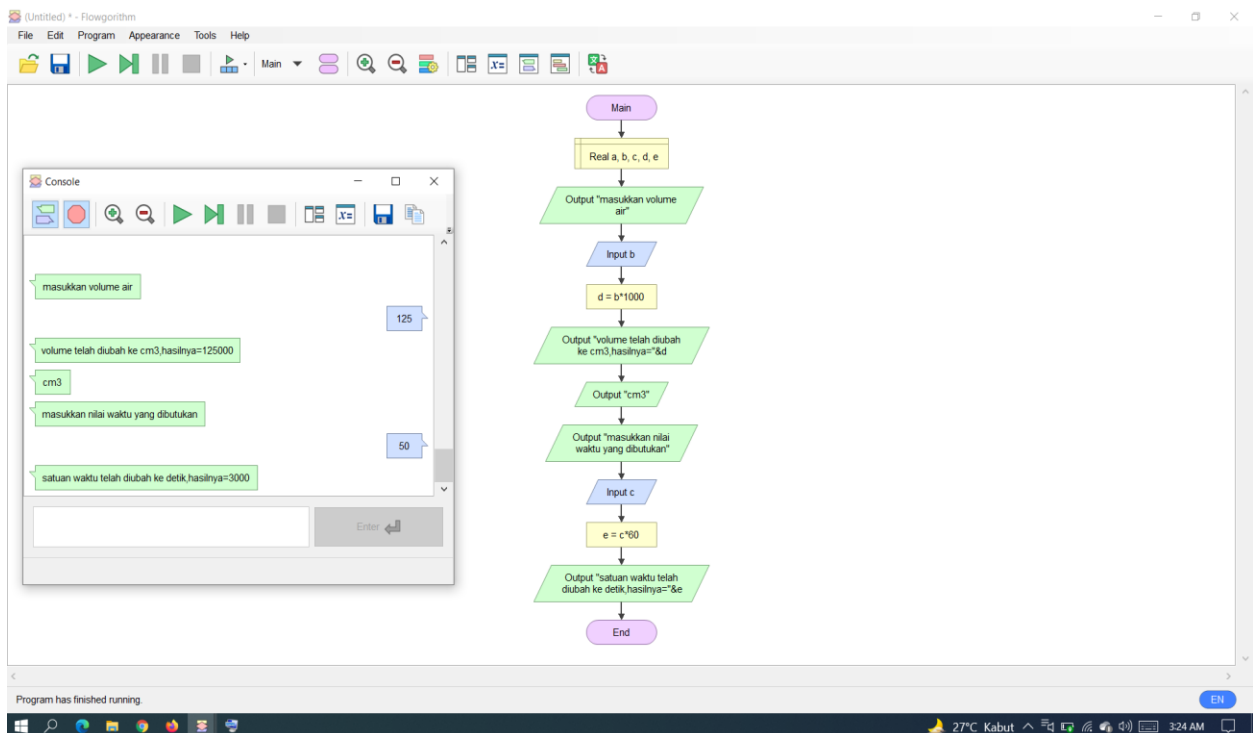 (Untitled) * - Flowgorithm
File Edit Program Appearance Tools Help
Main
x=
Main
Real a, b, c, d, e
Output "masukkan volume
air"
Input b
d = b*1000
Output "volume telah diubah
ke cm3,hasilnya="&d
Output "cm3"
Output "masukkan nilai
waktu yang dibutukan"
Input c
e = c*60
Output "satuan waktu telah
diubah ke detik,hasilnya="&e
End
Console
x=
masukkan volume air
125
volume telah diubah ke cm3,hasilnya=125000
cm3
masukkan nilai waktu yang dibutukan
50
satuan waktu telah diubah ke detik,hasilnya=3000
Enter
Program has finished running.
EN
27°C Kabut
3:24 AM